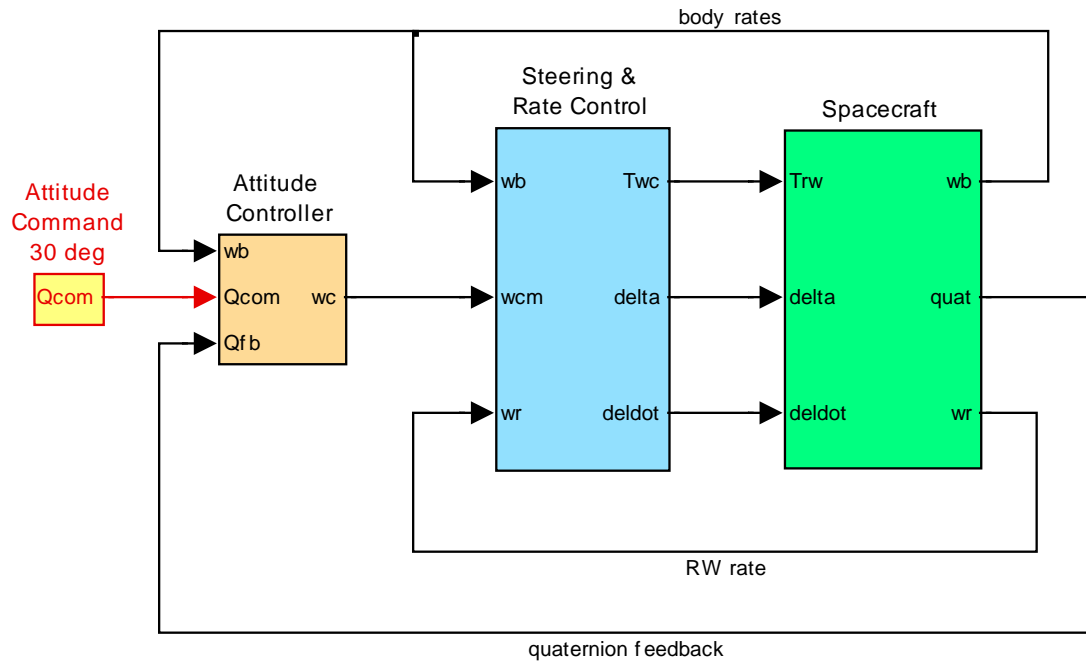 body rates
Steering &
Rate Control
Spacecraft
Attitude
Command
30 deg
Qcom
Attitude
Controller
wb
Qcom
Qfb
wc
wb
wcm
wr
Twc
delta
deldot
Trw
delta
deldot
wb
quat
wr
RW rate
quaternion feedback